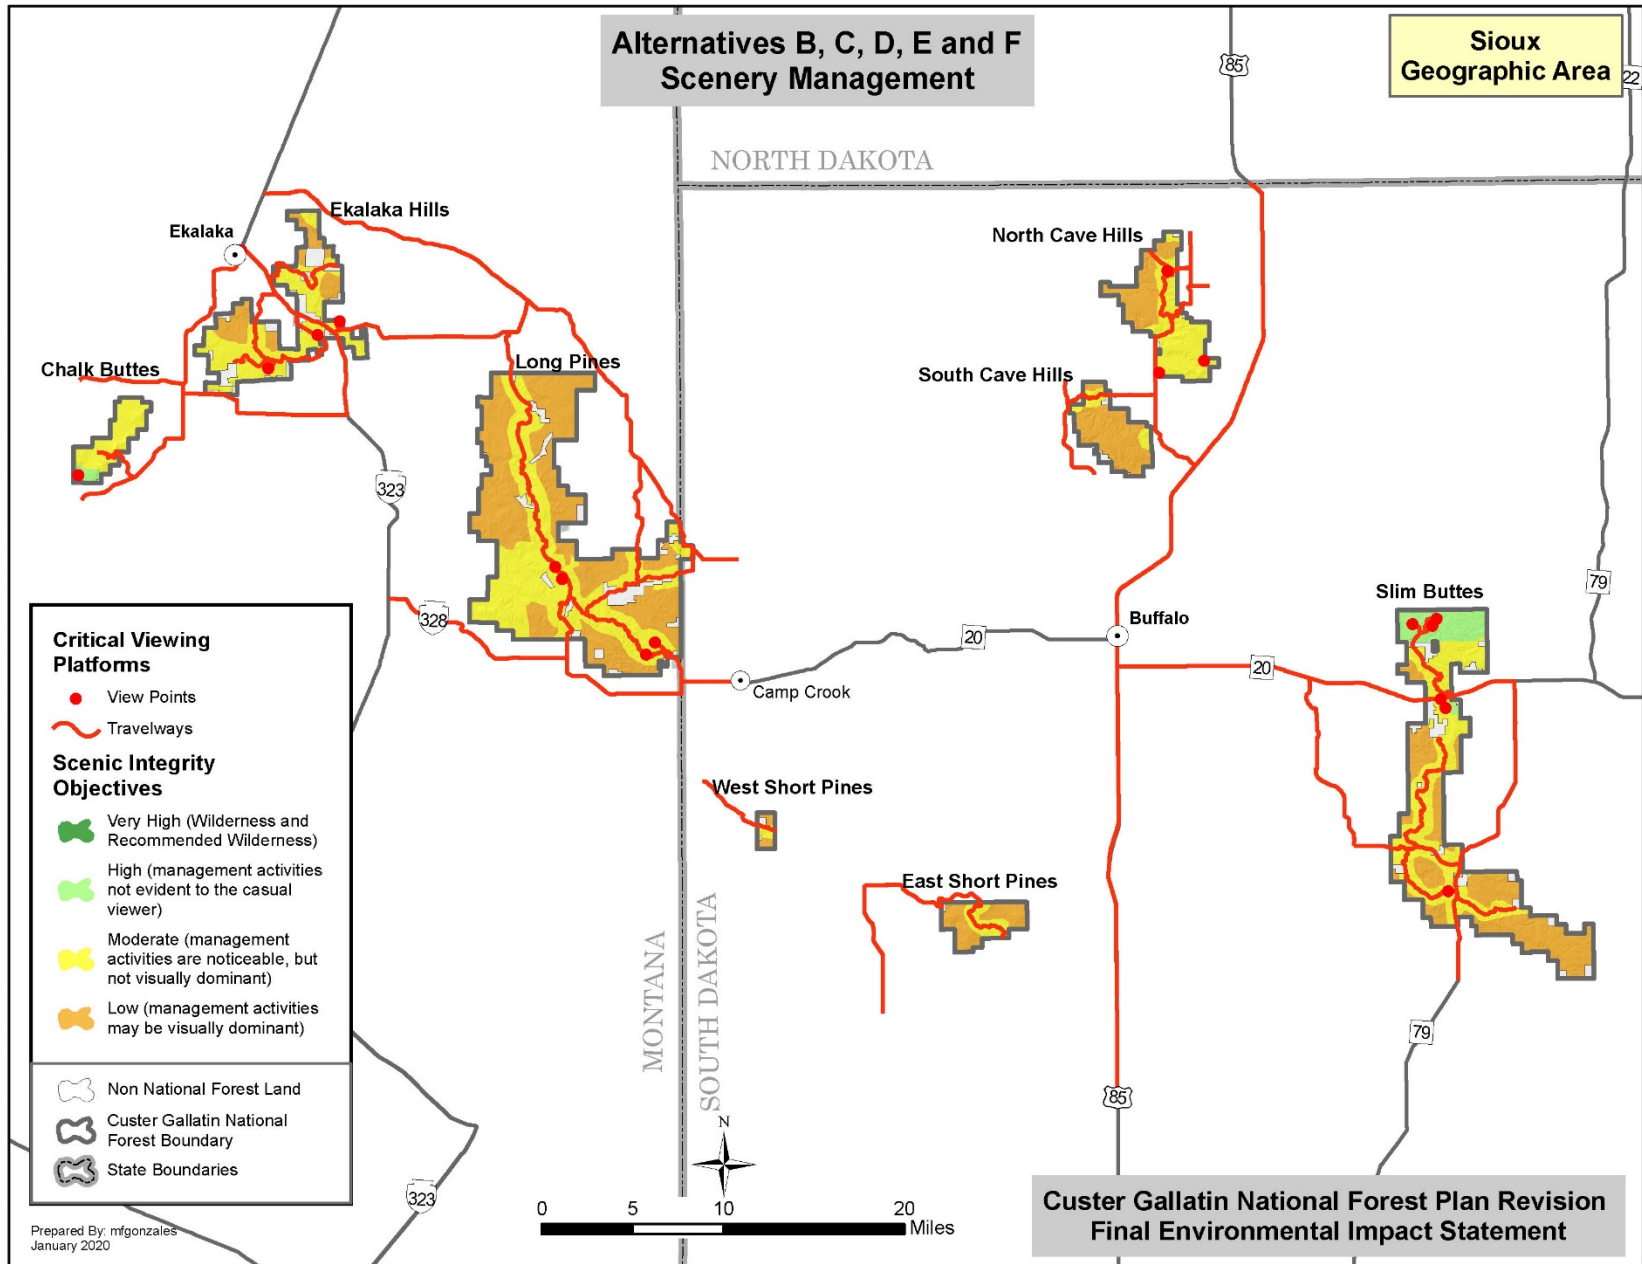 Alternatives B, C, D, E and F
Scenery Management
Sioux
Geographic Area
85
22
NORTH DAKOTA
Ekalaka Hills
Ekalaka
North Cave Hills
Chalk Buttes
Long Pines
South Cave Hills
323
79
Slim Buttes
328
Buffalo
20
20
Camp Crook
West Short Pines
East Short Pines
MONTANA
SOUTH DAKOTA
79
85
323
Critical Viewing
Platforms
View Points
Travelways
Scenic Integrity
Objectives
Very High (Wilderness and
Recommended Wilderness)
High (management activities
not evident to the casual
viewer)
Moderate (management
activities are noticeable, but
not visually dominant)
Low (management activities
may be visually dominant)
Non National Forest Land
Custer Gallatin National
Forest Boundary
State Boundaries
N
0 5 10 20
Miles
Prepared By: mfgonzales
January 2020
Custer Gallatin National Forest Plan Revision
Final Environmental Impact Statement